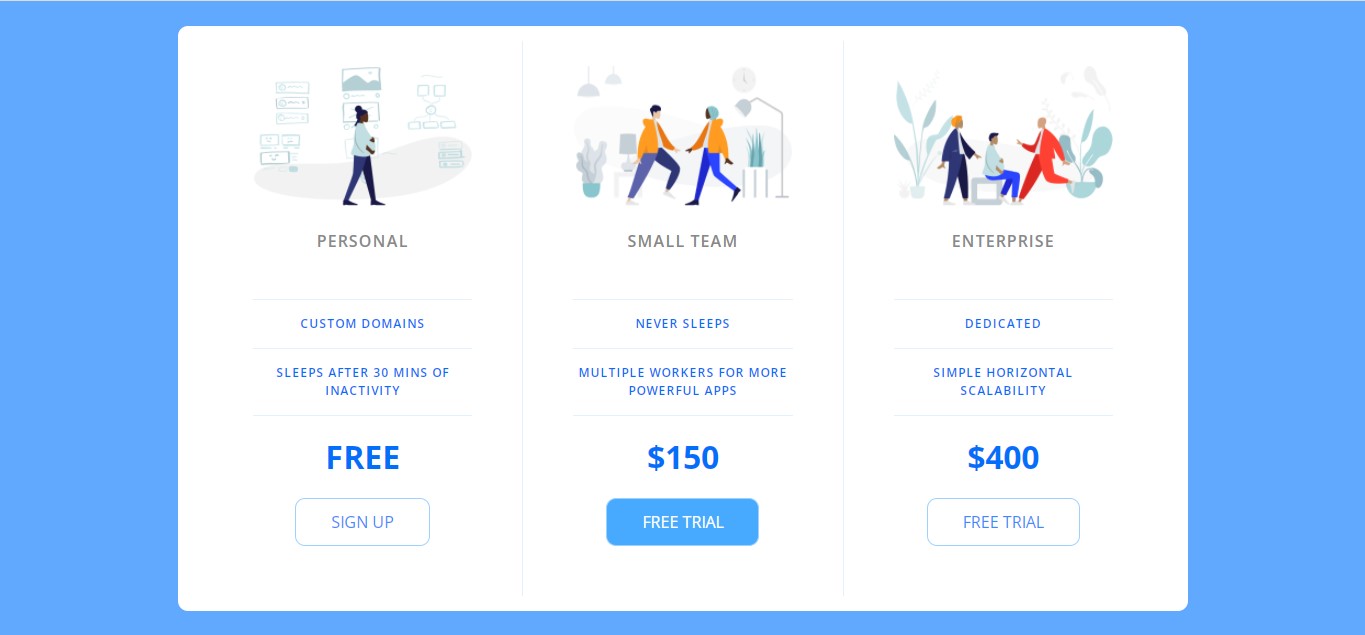 PERSONAL
CUSTOM DOMAINS
SLEEPS AFTER 30 MINS OF
INACTIVITY
FREE
SIGN UP
SMALL TEAM
NEVER SLEEPS
MULTIPLE WORKERS FOR MORE
POWERFUL APPS
$150
FREE TRIAL
ENTERPRISE
DEDICATED
SIMPLE HORIZONTAL
SCALABILITY
$400
FREE TRIAL